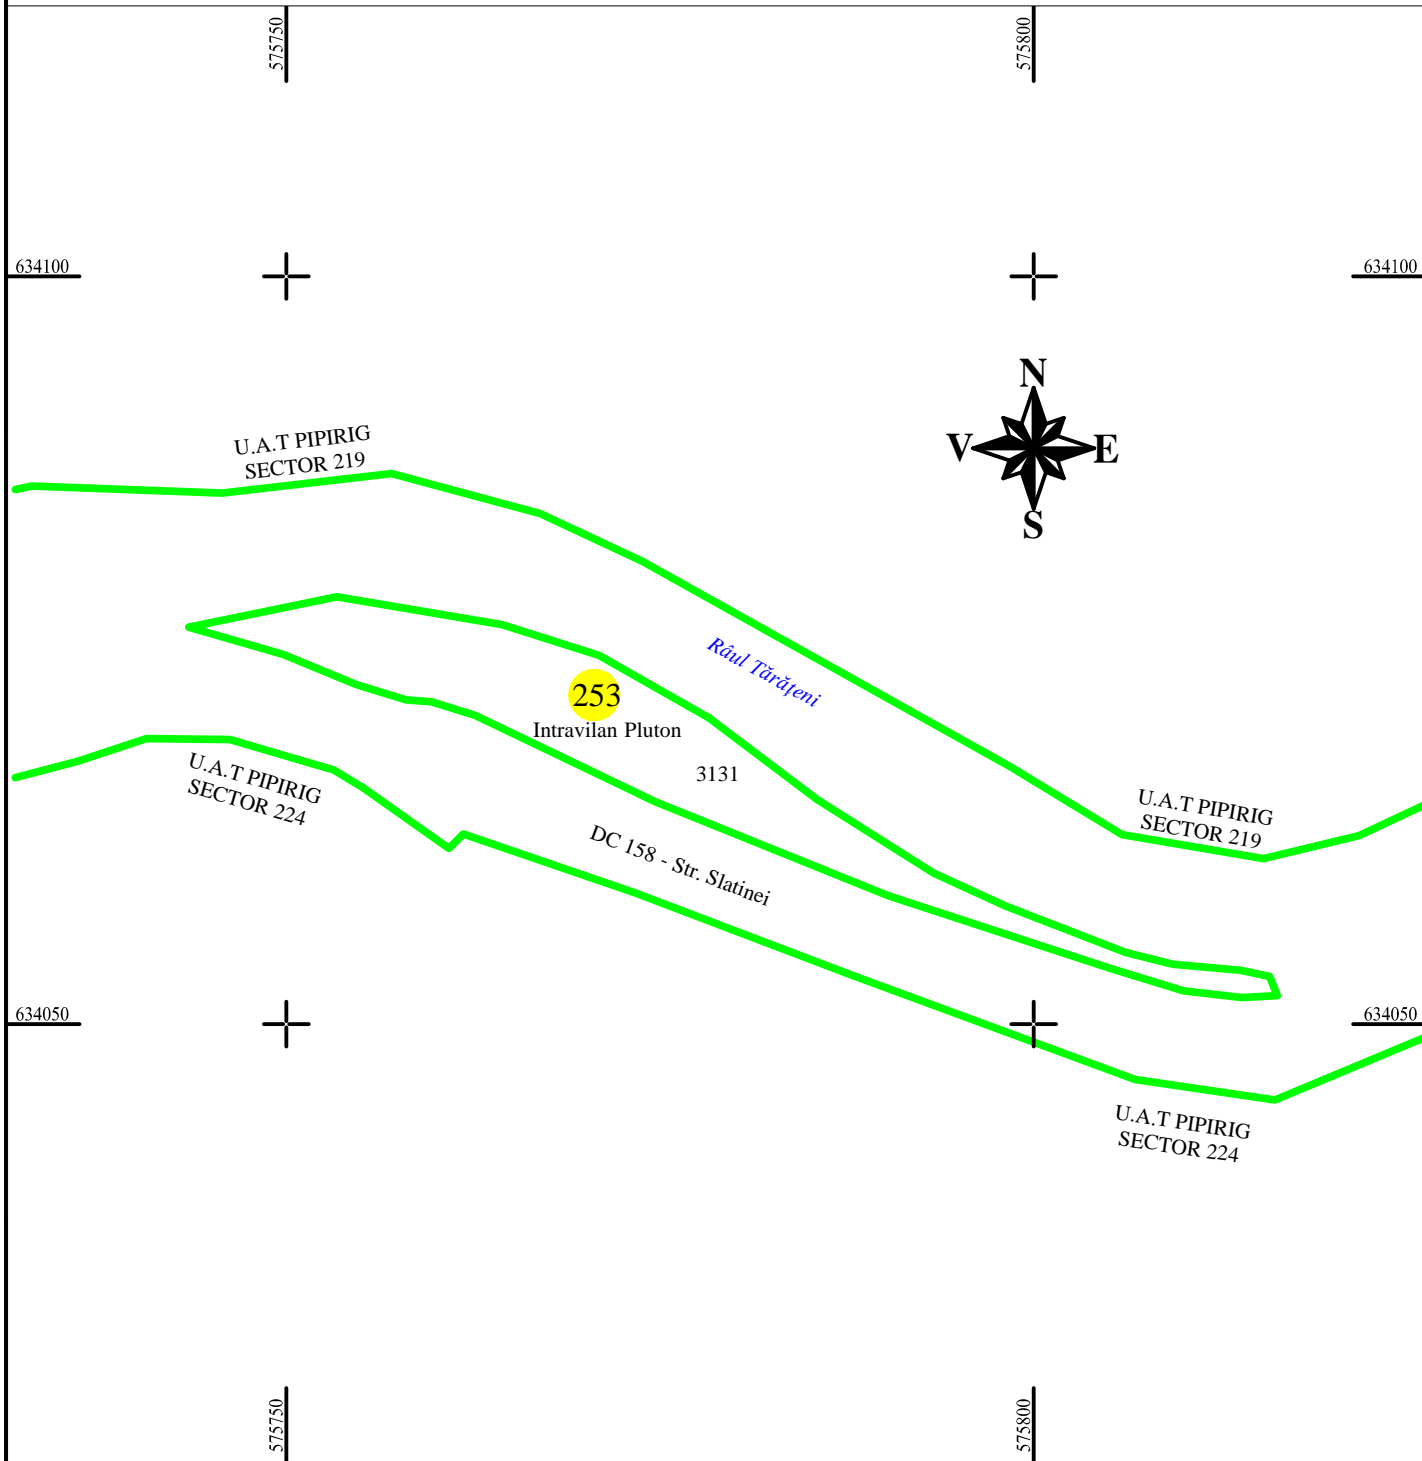 575750
575800
634100
634100
N
V
E
S
U.A.T PIPIRIG
SECTOR 219
Râul Tărățeni
253
Intravilan Pluton
3131
U.A.T PIPIRIG
SECTOR 224
U.A.T PIPIRIG
SECTOR 219
DC 158 - Str. Slatinei
634050
634050
U.A.T PIPIRIG
SECTOR 224
575750
575800